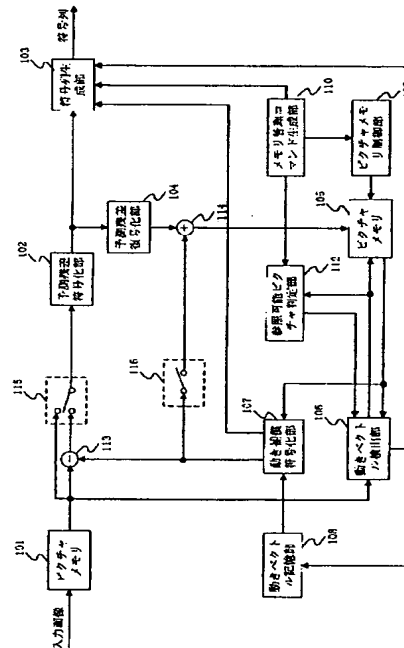 入力画像
101
ピクチャメモリ
113
115
102
予測残差
符号化部
103
符号列生
成部
符号列
104
予測残差
復号化部
114
116
107
動き補償
符号化部
108
動きベクト
ル記憶部
106
動きベクト
ル検出部
112
参照可能ピク
チャ判定部
110
メモリ管理コ
マンド生成部
105
ピクチャ
メモリ
ピクチャメモ
リ制御部